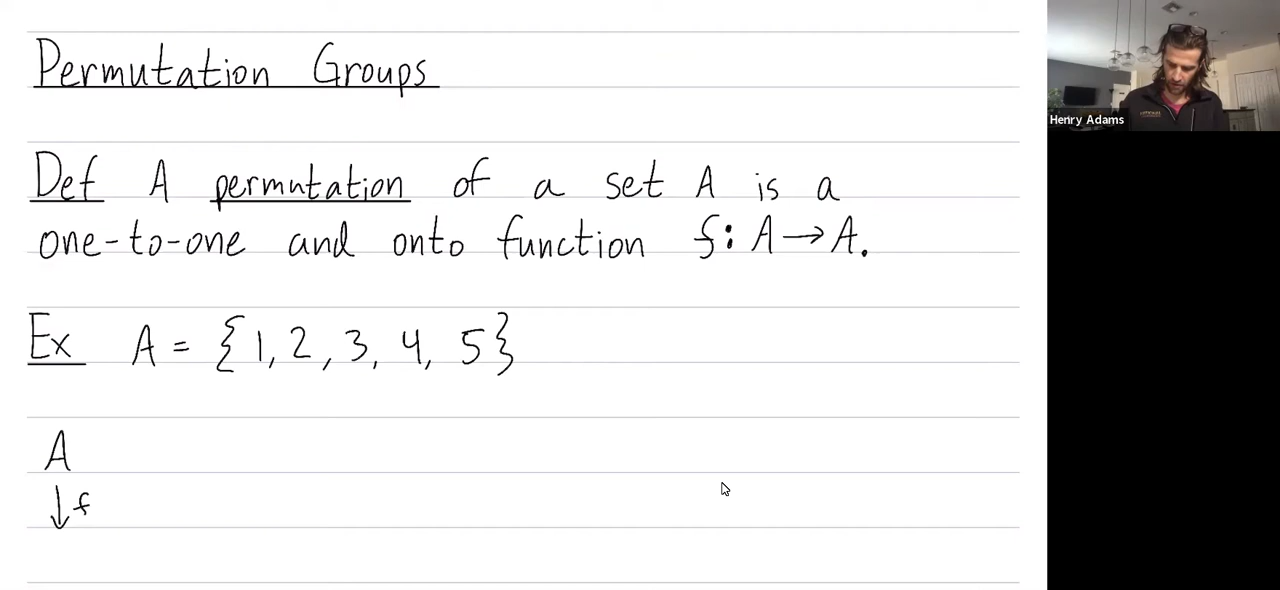 Permutation Groups
Def A permutation of a set A is a
one-to-one and onto function f: A→A.
Ex A = {1, 2, 3, 4, 5}
A
↓f
Henry Adams